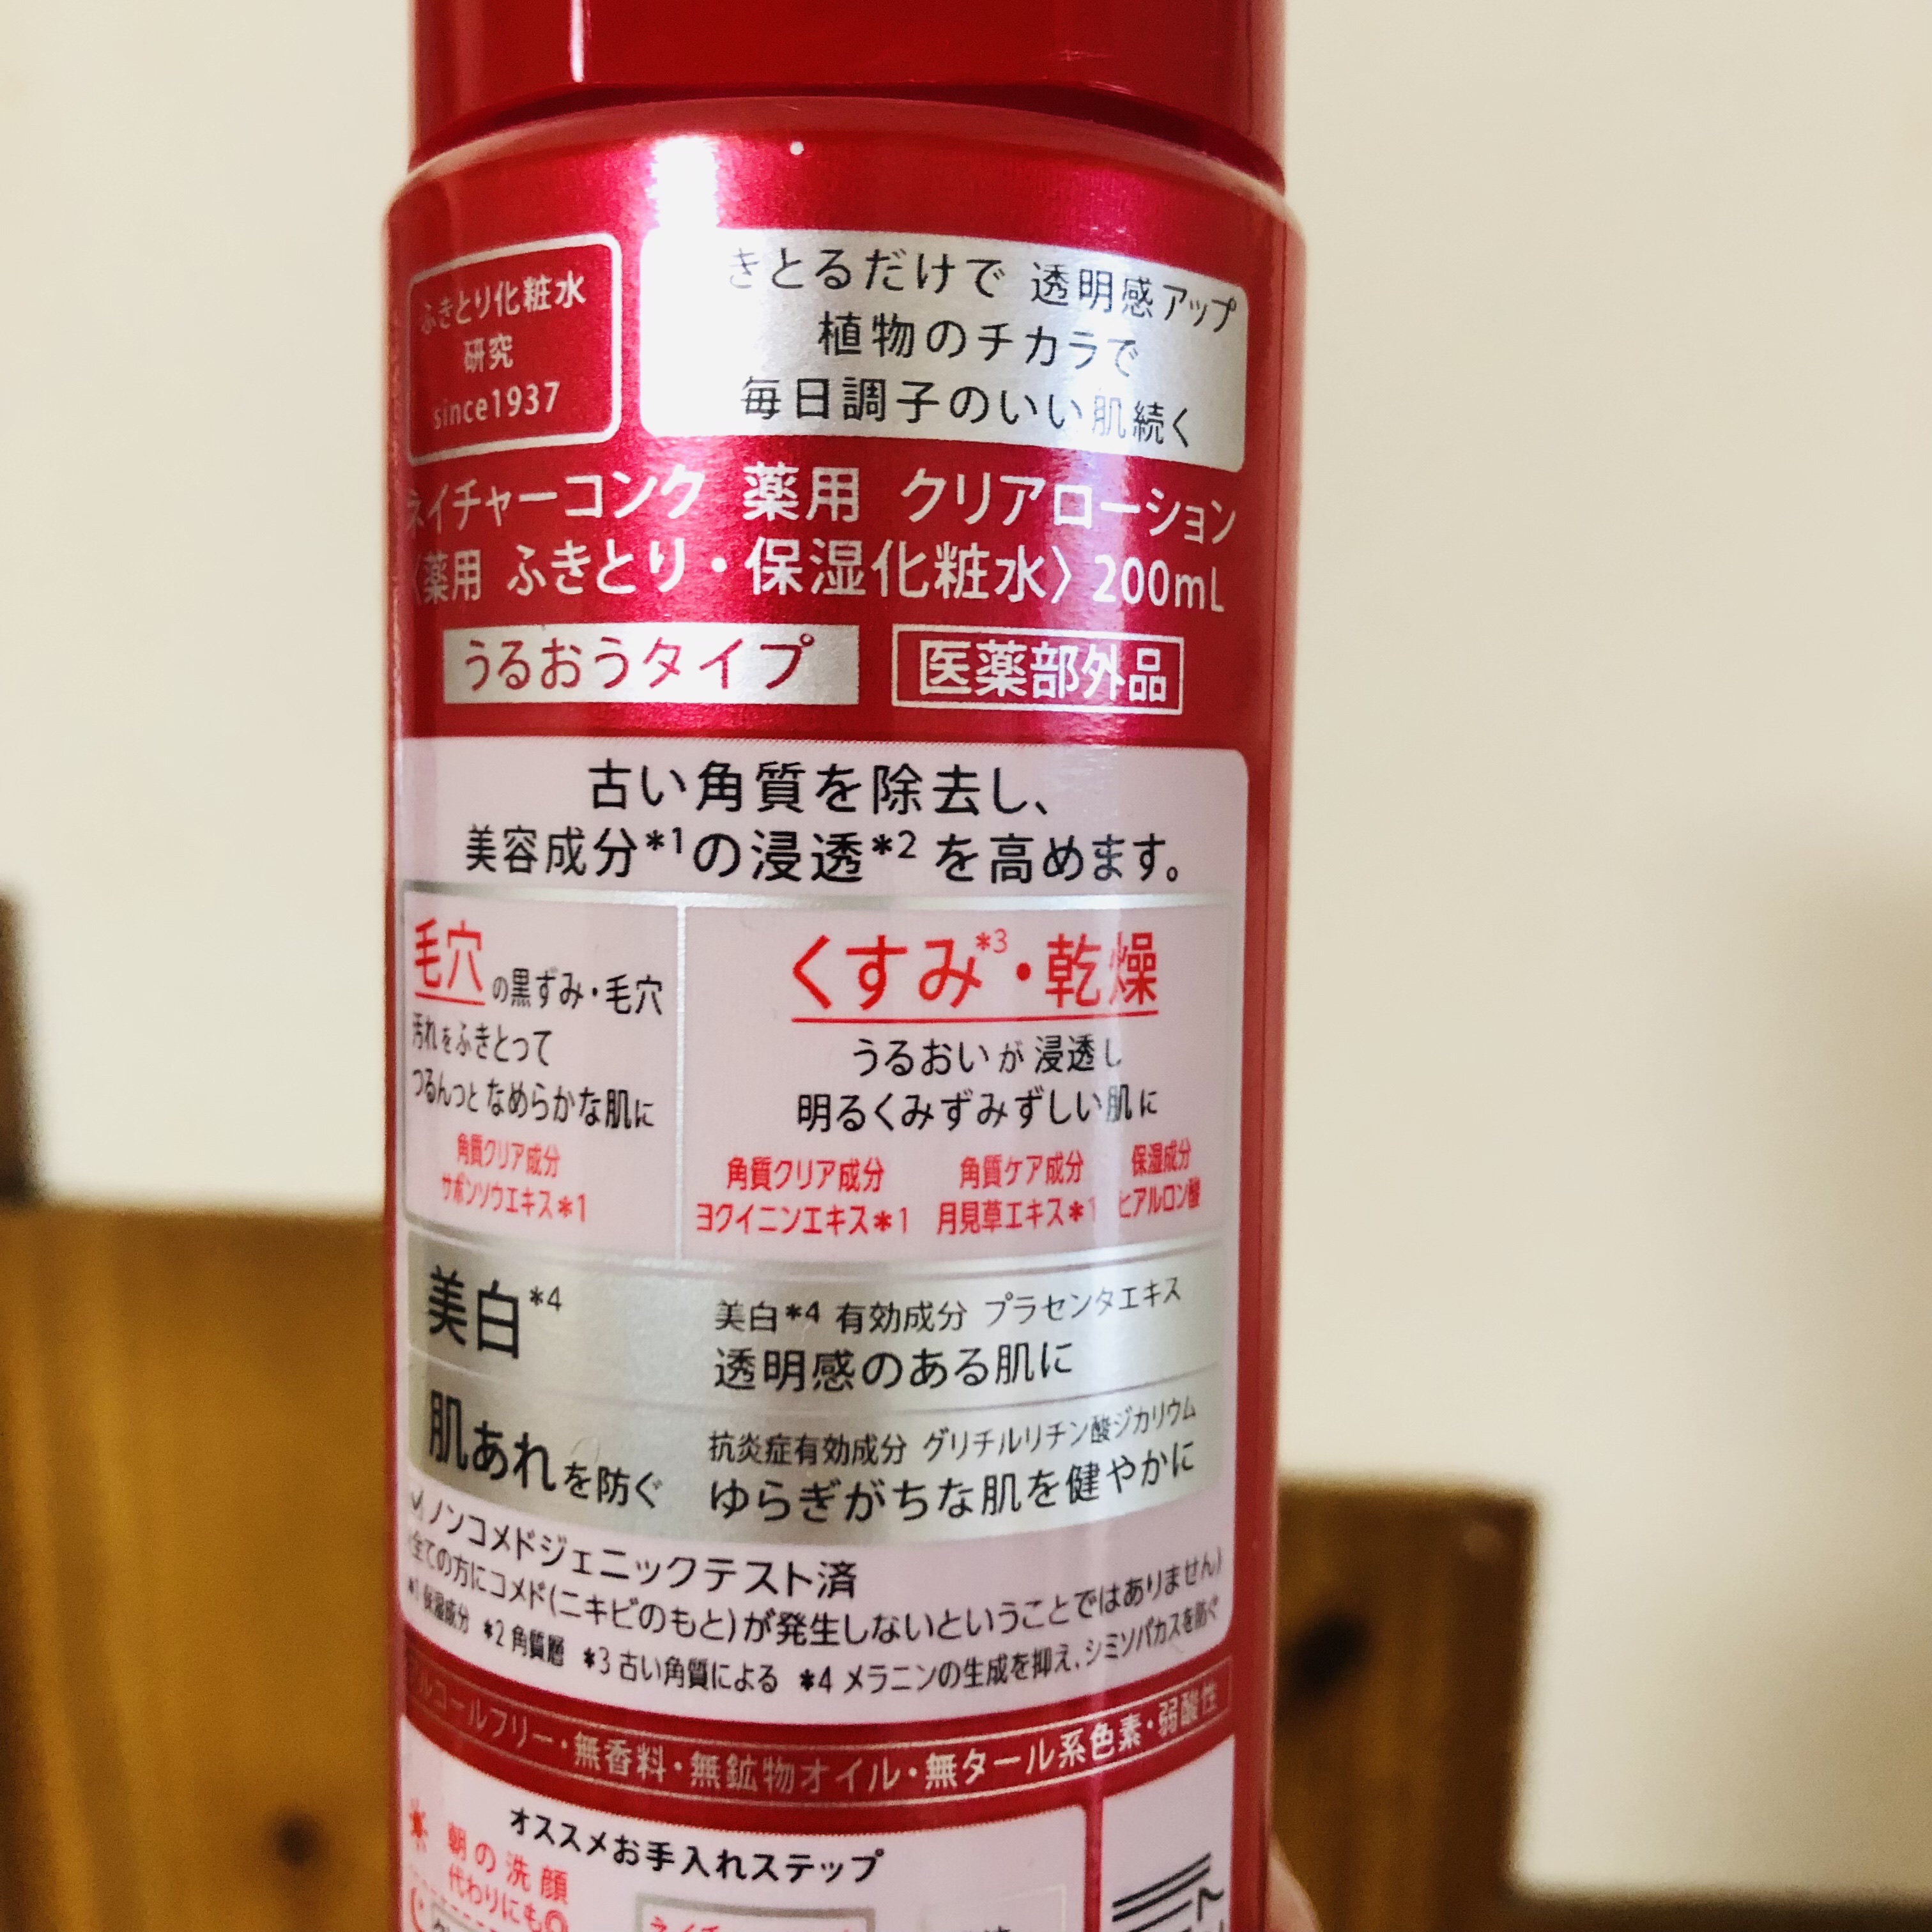 ふきとり化粧水
研究
since1937
きとるだけで 透明感アップ
植物のチカラで
毎日調子のいい肌続く
ネイチャーコンク 薬用 クリアローション
〈薬用 ふきとり・保湿化粧水〉200mL
うるおうタイプ 医薬部外品
古い角質を除去し、
美容成分*1の浸透*2を高めます。
毛穴の黒ずみ・毛穴
汚れをふきとって
つるんっとなめらかな肌に
角質クリア成分
サボンソウエキス*1
くすみ*3・乾燥
うるおいが浸透し
明るくみずみずしい肌に
角質クリア成分 角質ケア成分 保湿成分
ヨクイニンエキス*1 月見草エキス*1 ヒアルロン酸
美白*4
美白*4 有効成分 プラセンタエキス
透明感のある肌に
肌あれを防ぐ
抗炎症有効成分 グリチルリチン酸ジカリウム
ゆらぎがちな肌を健やかに
ノンコメドジェニックテスト済
(全ての方にコメド(ニキビのもと)が発生しないということではありません)
*1 保湿成分 *2 角質層 *3 古い角質による *4 メラニンの生成を抑え、シミソバカスを防ぐ
アルコールフリー・無香料・無鉱物オイル・無タール系色素・弱酸性
オススメお手入れステップ
朝の洗顔
代わりにも◎